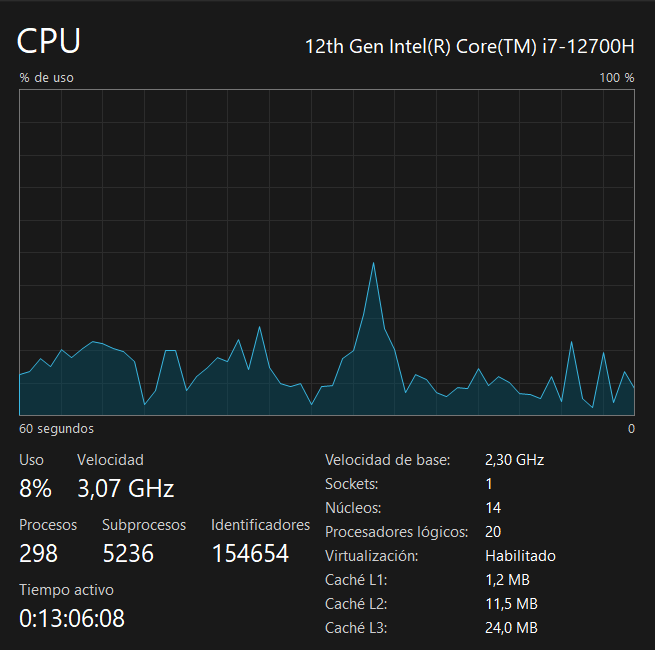 CPU
12th Gen Intel(R) Core(TM) i7-12700H
% de uso
100 %
60 segundos
0
Uso
Velocidad
8%
3,07 GHz
Procesos
Subprocesos
Identificadores
298
5236
154654
Tiempo activo
0:13:06:08
Velocidad de base: 2,30 GHz
Sockets: 1
Núcleos: 14
Procesadores lógicos: 20
Virtualización: Habilitado
Caché L1: 1,2 MB
Caché L2: 11,5 MB
Caché L3: 24,0 MB